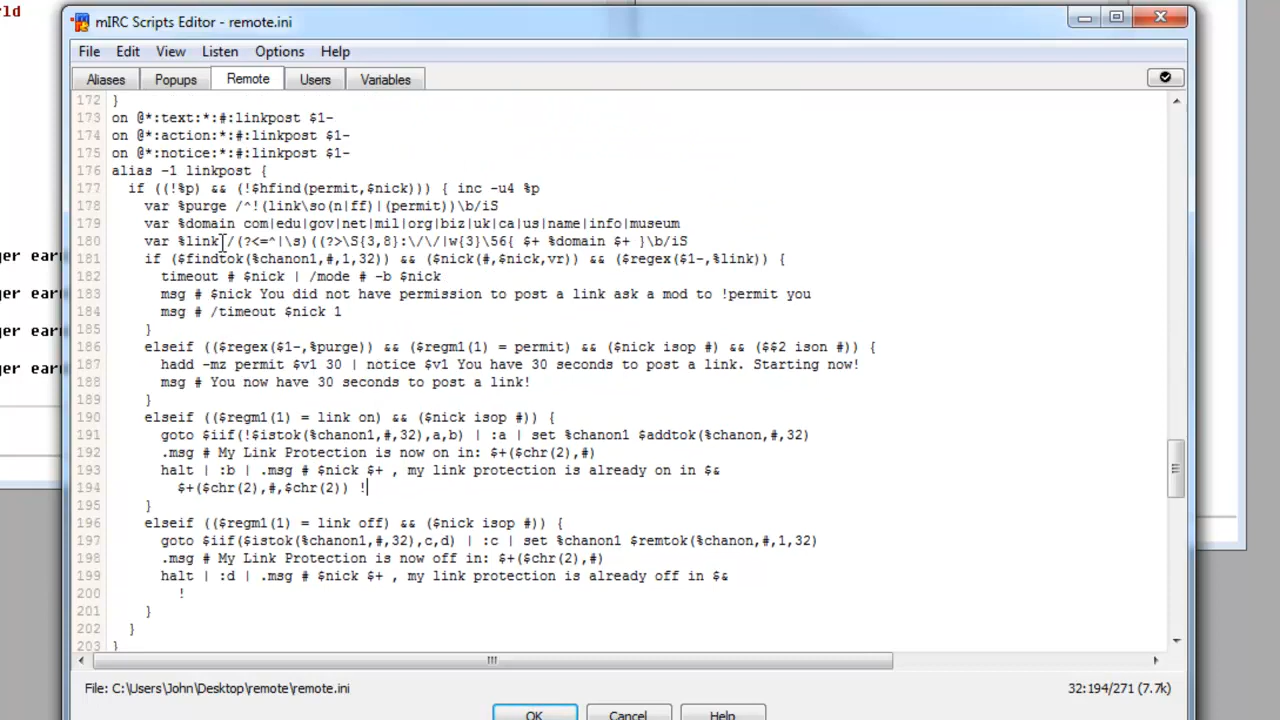 rld
mIRC Scripts Editor - remote.ini
File Edit View Listen Options Help
Aliases Popups Remote Users Variables
172 }
173 on @*:text:*:#:linkpost $1-
174 on @*:action:*:#:linkpost $1-
175 on @*:notice:*:#:linkpost $1-
176 alias -1 linkpost {
177 if ((!%p) && (!$hfind(permit,$nick))) { inc -u4 %p
178 var %purge /^!(link\so(n|ff)|(permit))\b/iS
179 var %domain com|edu|gov|net|mil|org|biz|uk|ca|us|name|info|museum
180 var %link /(?<=^|\s)((?>\S{3,8}:\/\/|w{3}\56{ $+ %domain $+ }\b/iS
181 if ($findtok(%chanon1,#,1,32)) && ($nick(#,$nick,vr)) && ($regex($1-,%link)) {
182 timeout # $nick | /mode # -b $nick
183 msg # $nick You did not have permission to post a link ask a mod to !permit you
184 msg # /timeout $nick 1
185 }
186 elseif (($regex($1-,%purge)) && ($regm1(1) = permit) && ($nick isop #) && ($$2 ison #)) {
187 hadd -mz permit $v1 30 | notice $v1 You have 30 seconds to post a link. Starting now!
188 msg # You now have 30 seconds to post a link!
189 }
190 elseif (($regm1(1) = link on) && ($nick isop #)) {
191 goto $iif(!$istok(%chanon1,#,32),a,b) | :a | set %chanon1 $addtok(%chanon,#,32)
192 .msg # My Link Protection is now on in: $+($chr(2),#)
193 halt | :b | .msg # $nick $+ , my link protection is already on in $&
194 $+($chr(2),#,$chr(2)) !
195 }
196 elseif (($regm1(1) = link off) && ($nick isop #)) {
197 goto $iif($istok(%chanon1,#,32),c,d) | :c | set %chanon1 $remtok(%chanon,#,1,32)
198 .msg # My Link Protection is now off in: $+($chr(2),#)
199 halt | :d | .msg # $nick $+ , my link protection is already off in $&
200 !
201 }
202 }
203 }
ger earn
ger earn
ger earn
ger earn
File: C:\Users\John\Desktop\remote\remote.ini 32:194/271 (7.7k)
OK Cancel Help